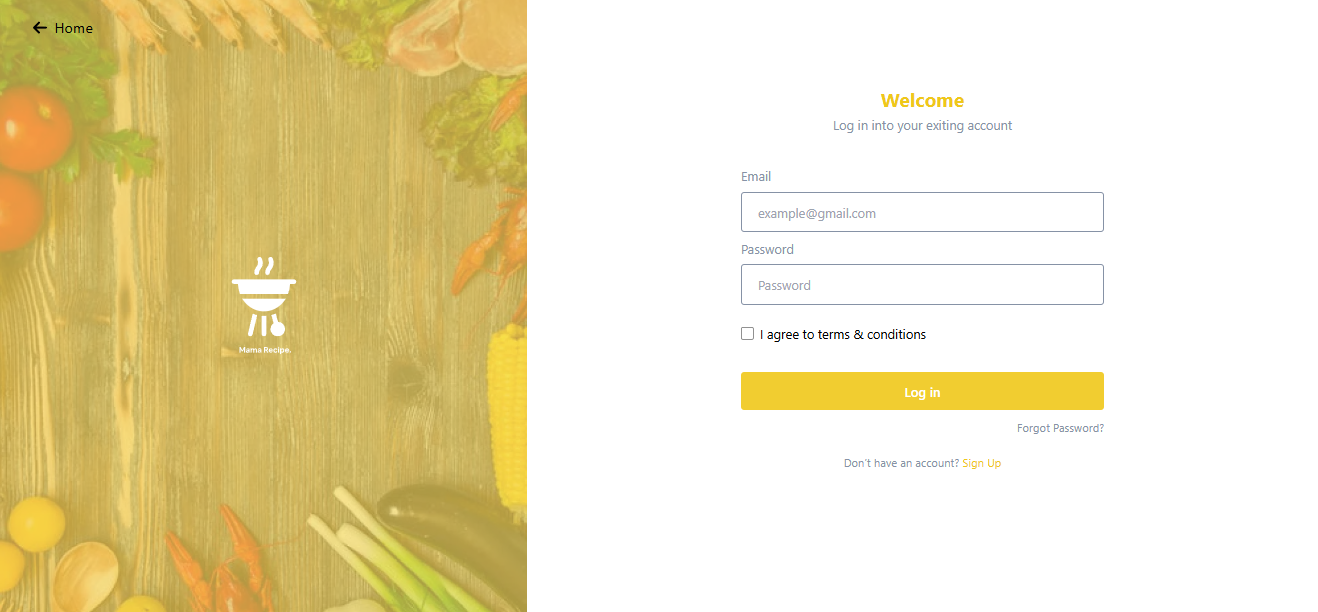 Home
Mama Recipe.
Welcome
Log in into your exiting account
Email
example@gmail.com
Password
Password
I agree to terms & conditions
Log in
Forgot Password?
Don't have an account? Sign Up